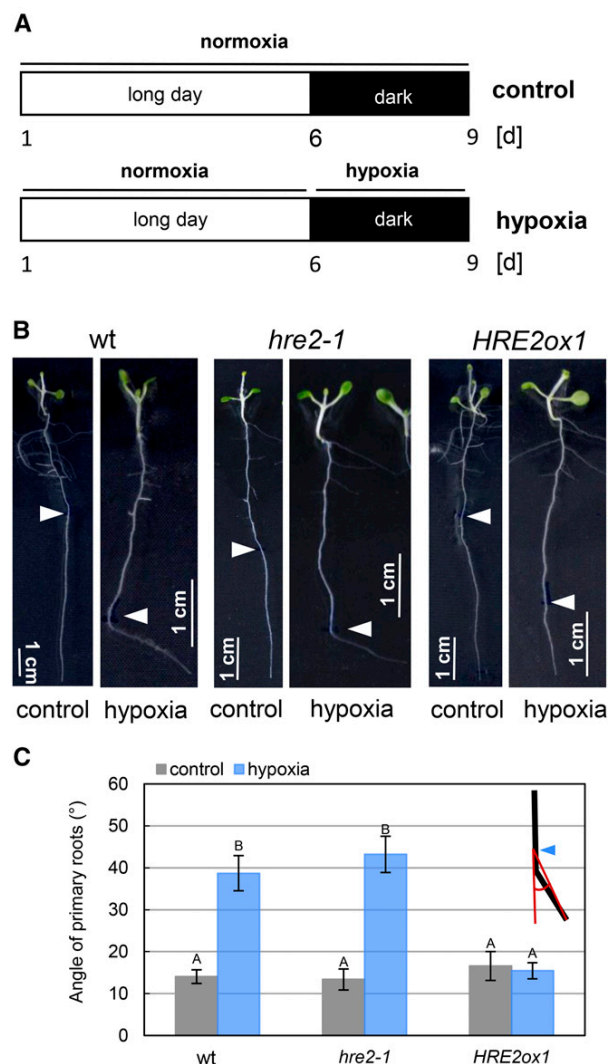 A
normoxia
long day dark control
1 6 9 [d]
normoxia hypoxia
long day dark hypoxia
1 6 9 [d]
B
wt hre2-1 HRE2ox1
1 cm 1 cm 1 cm 1 cm 1 cm 1 cm
control hypoxia control hypoxia control hypoxia
C
control hypoxia
Angle of primary roots (°)
60
50
40
30
20
10
0
A B A B A A
wt hre2-1 HRE2ox1